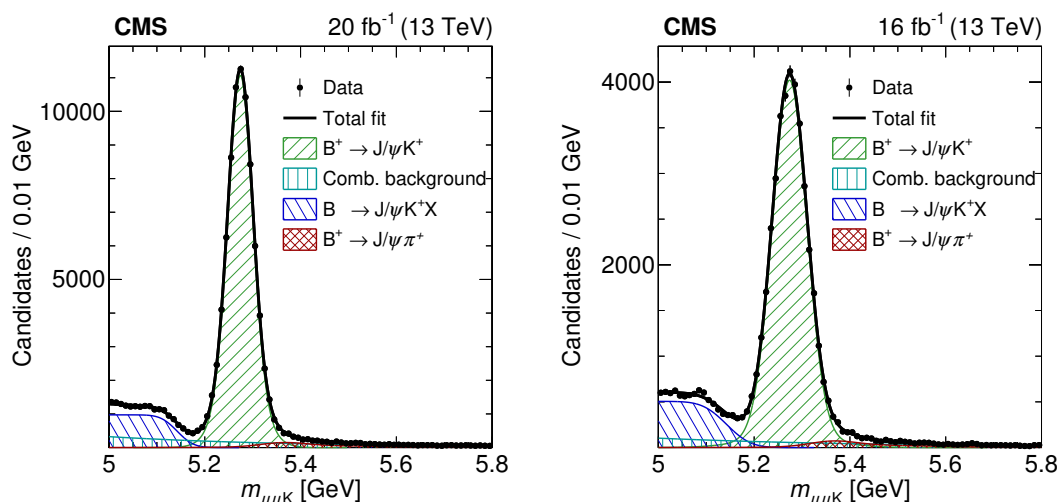 CMS 20 fb⁻¹ (13 TeV)
Candidates / 0.01 GeV
10000
5000
Data
Total fit
B⁺ → J/ψK⁺
Comb. background
B → J/ψK⁺X
B⁺ → J/ψπ⁺
5 5.2 5.4 5.6 5.8
m_μμK [GeV]
CMS 16 fb⁻¹ (13 TeV)
Candidates / 0.01 GeV
4000
2000
Data
Total fit
B⁺ → J/ψK⁺
Comb. background
B → J/ψK⁺X
B⁺ → J/ψπ⁺
5 5.2 5.4 5.6 5.8
m_μμK [GeV]